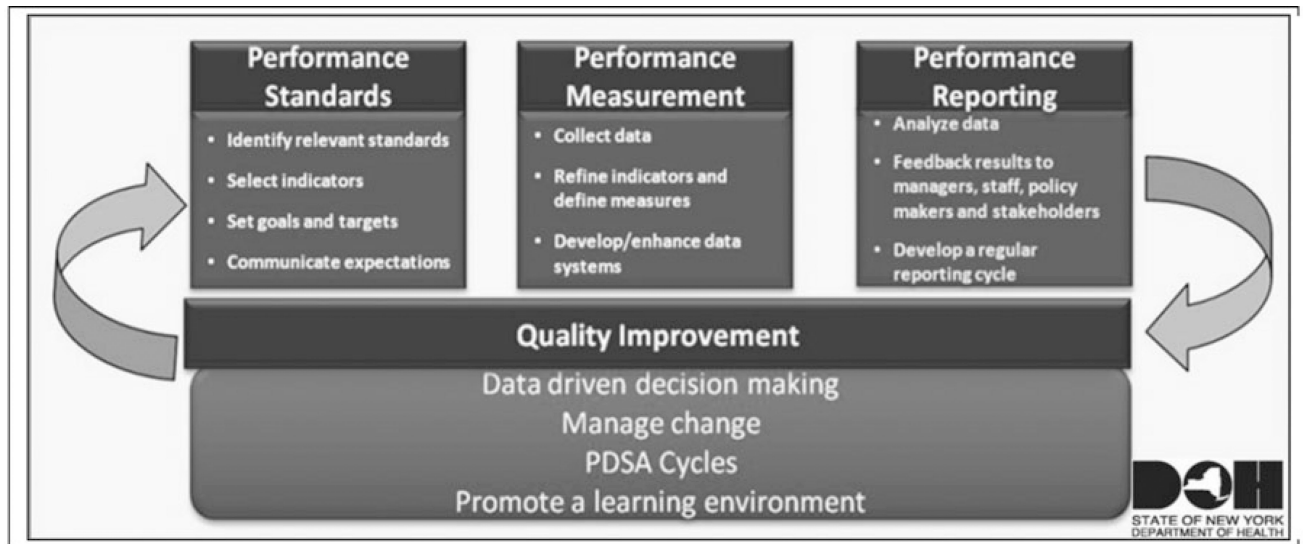 Performance
Standards
• Identify relevant standards
• Select indicators
• Set goals and targets
• Communicate expectations
Performance
Measurement
• Collect data
• Refine indicators and
define measures
• Develop/enhance data
systems
Performance
Reporting
• Analyze data
• Feedback results to
managers, staff, policy
makers and stakeholders
• Develop a regular
reporting cycle
Quality Improvement
Data driven decision making
Manage change
PDSA Cycles
Promote a learning environment
DOH
STATE OF NEW YORK
DEPARTMENT OF HEALTH